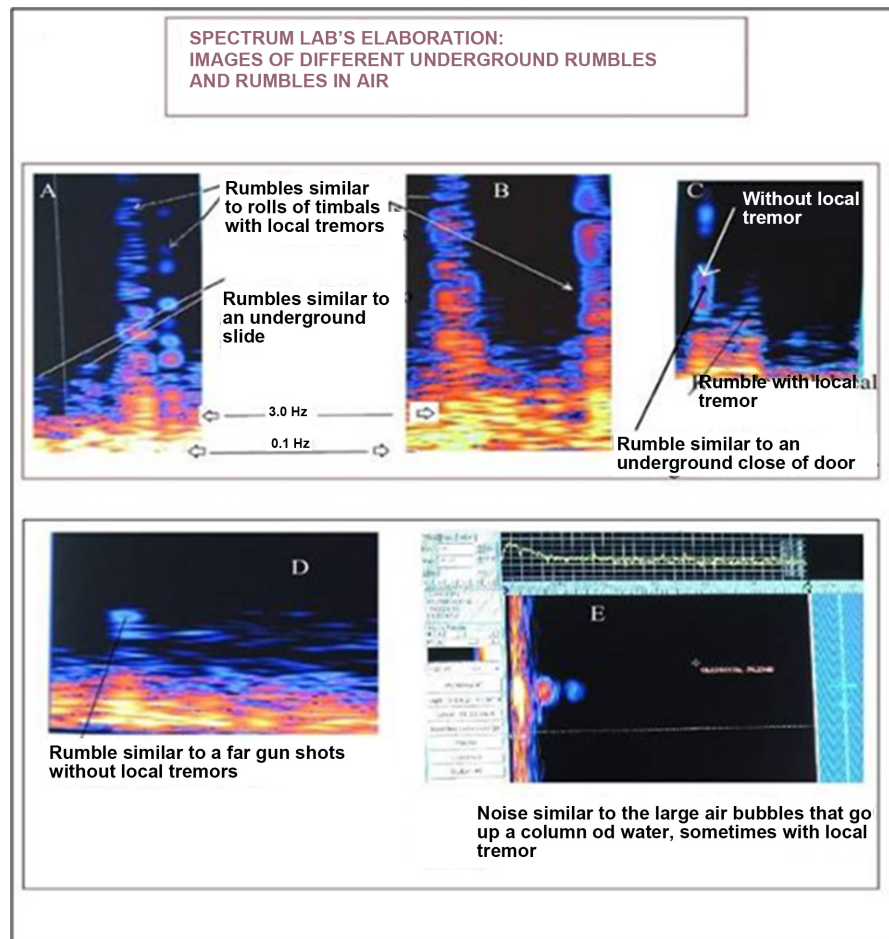 SPECTRUM LAB'S ELABORATION:
IMAGES OF DIFFERENT UNDERGROUND RUMBLES
AND RUMBLES IN AIR
A
Rumbles similar
to rolls of timbals
with local tremors
Rumbles similar to
an underground
slide
3.0 Hz
0.1 Hz
B
C
Without local
tremor
Rumble with local
tremor
Rumble similar to an
underground close of door
D
Rumble similar to a far gun shots
without local tremors
E
Noise similar to the large air bubbles that go
up a column od water, sometimes with local
tremor